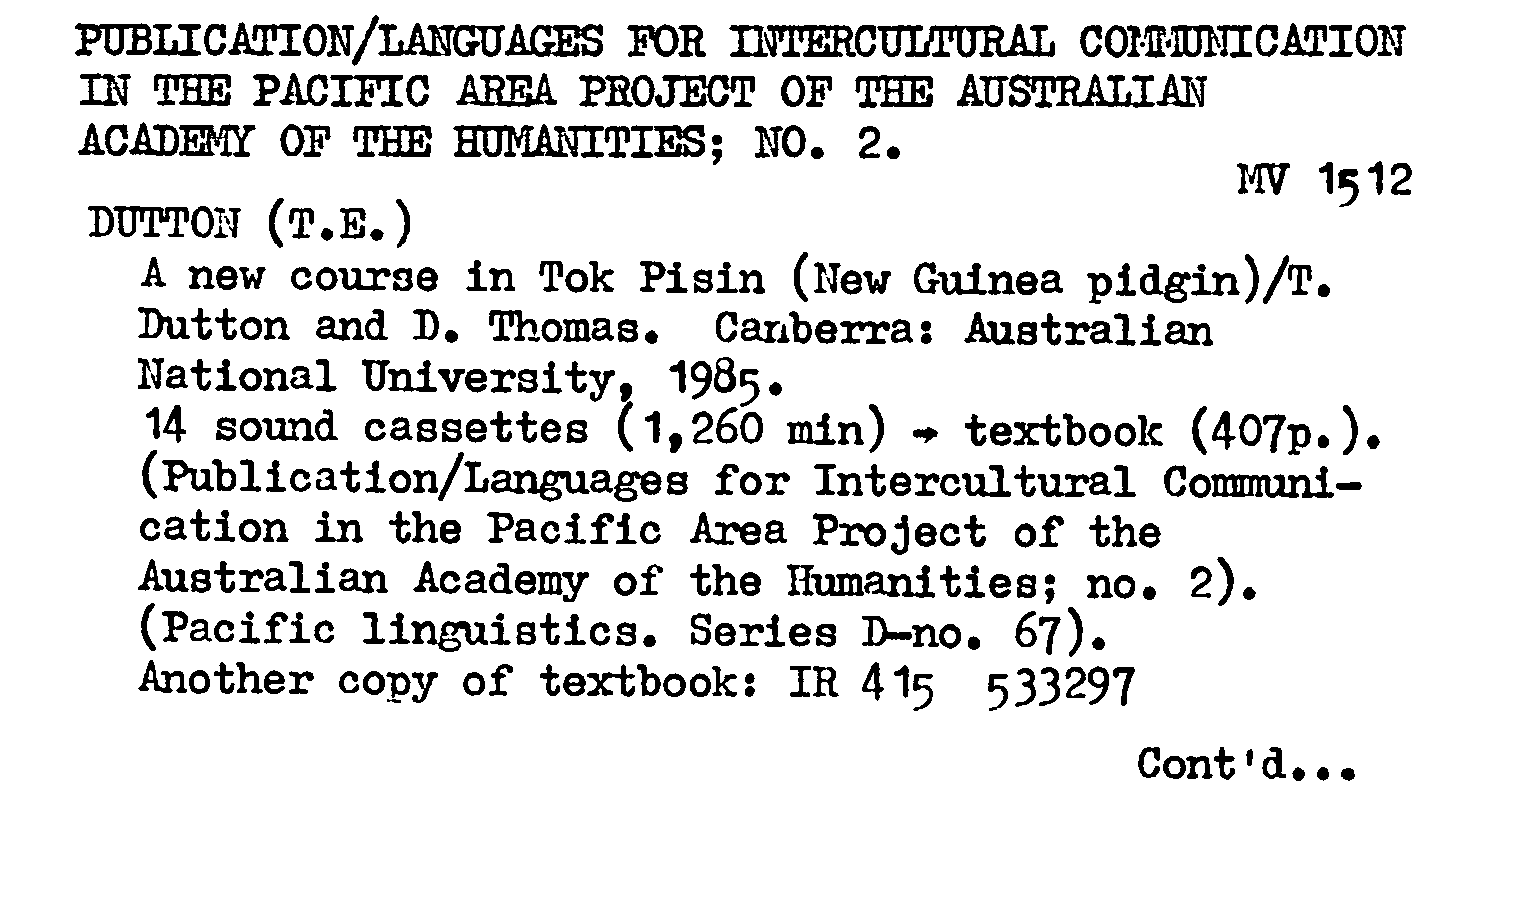 PUBLICATION/LANGUAGES FOR INTERCULTURAL COMMUNICATION
IN THE PACIFIC AREA PROJECT OF THE AUSTRALIAN
ACADEMY OF THE HUMANITIES; NO. 2.
MV 1512
DUTTON (T.E.)
A new course in Tok Pisin (New Guinea pidgin)/T.
Dutton and D. Thomas. Canberra: Australian
National University, 1985.
14 sound cassettes (1,260 min) + textbook (407p.).
(Publication/Languages for Intercultural Communi-
cation in the Pacific Area Project of the
Australian Academy of the Humanities; no. 2).
(Pacific linguistics. Series D-no. 67).
Another copy of textbook: IR 415 533297
Cont'd...